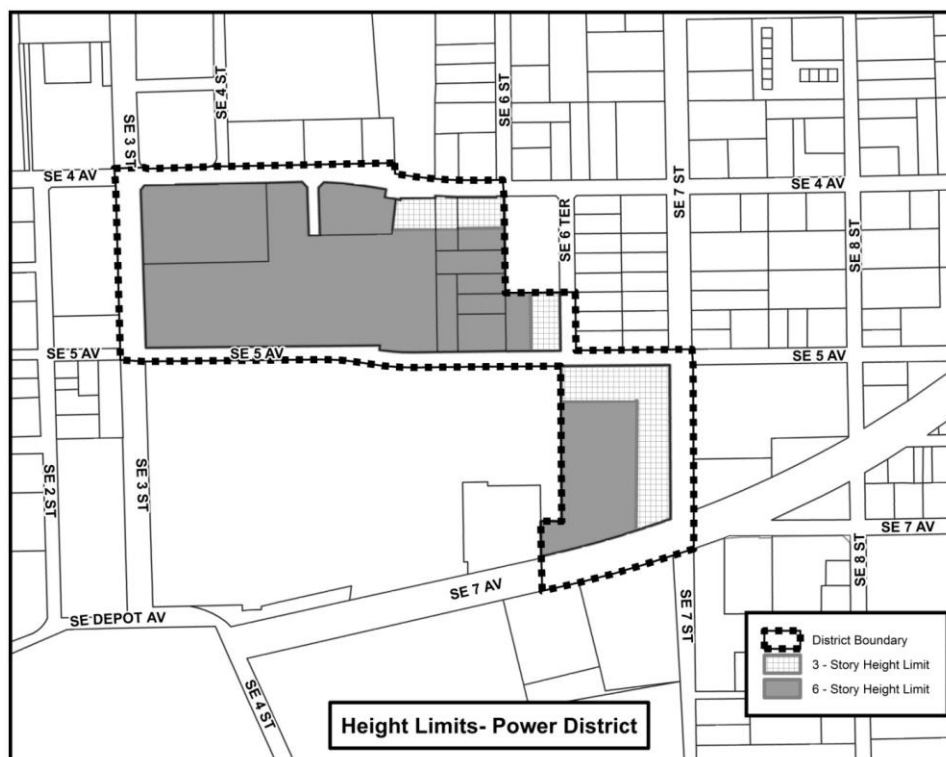 SE 4 ST
SE 6 ST
SE 3 ST
SE 4 AV
SE 7 ST
SE 4 AV
SE 6 TER
SE 8 ST
SE 5 AV
SE 5 AV
SE 5 AV
SE 2 ST
SE 3 ST
SE 7 AV
SE 8 ST
SE 7 AV
SE DEPOT AV
SE 7 ST
SE 4 ST
District Boundary
3 - Story Height Limit
6 - Story Height Limit
Height Limits- Power District